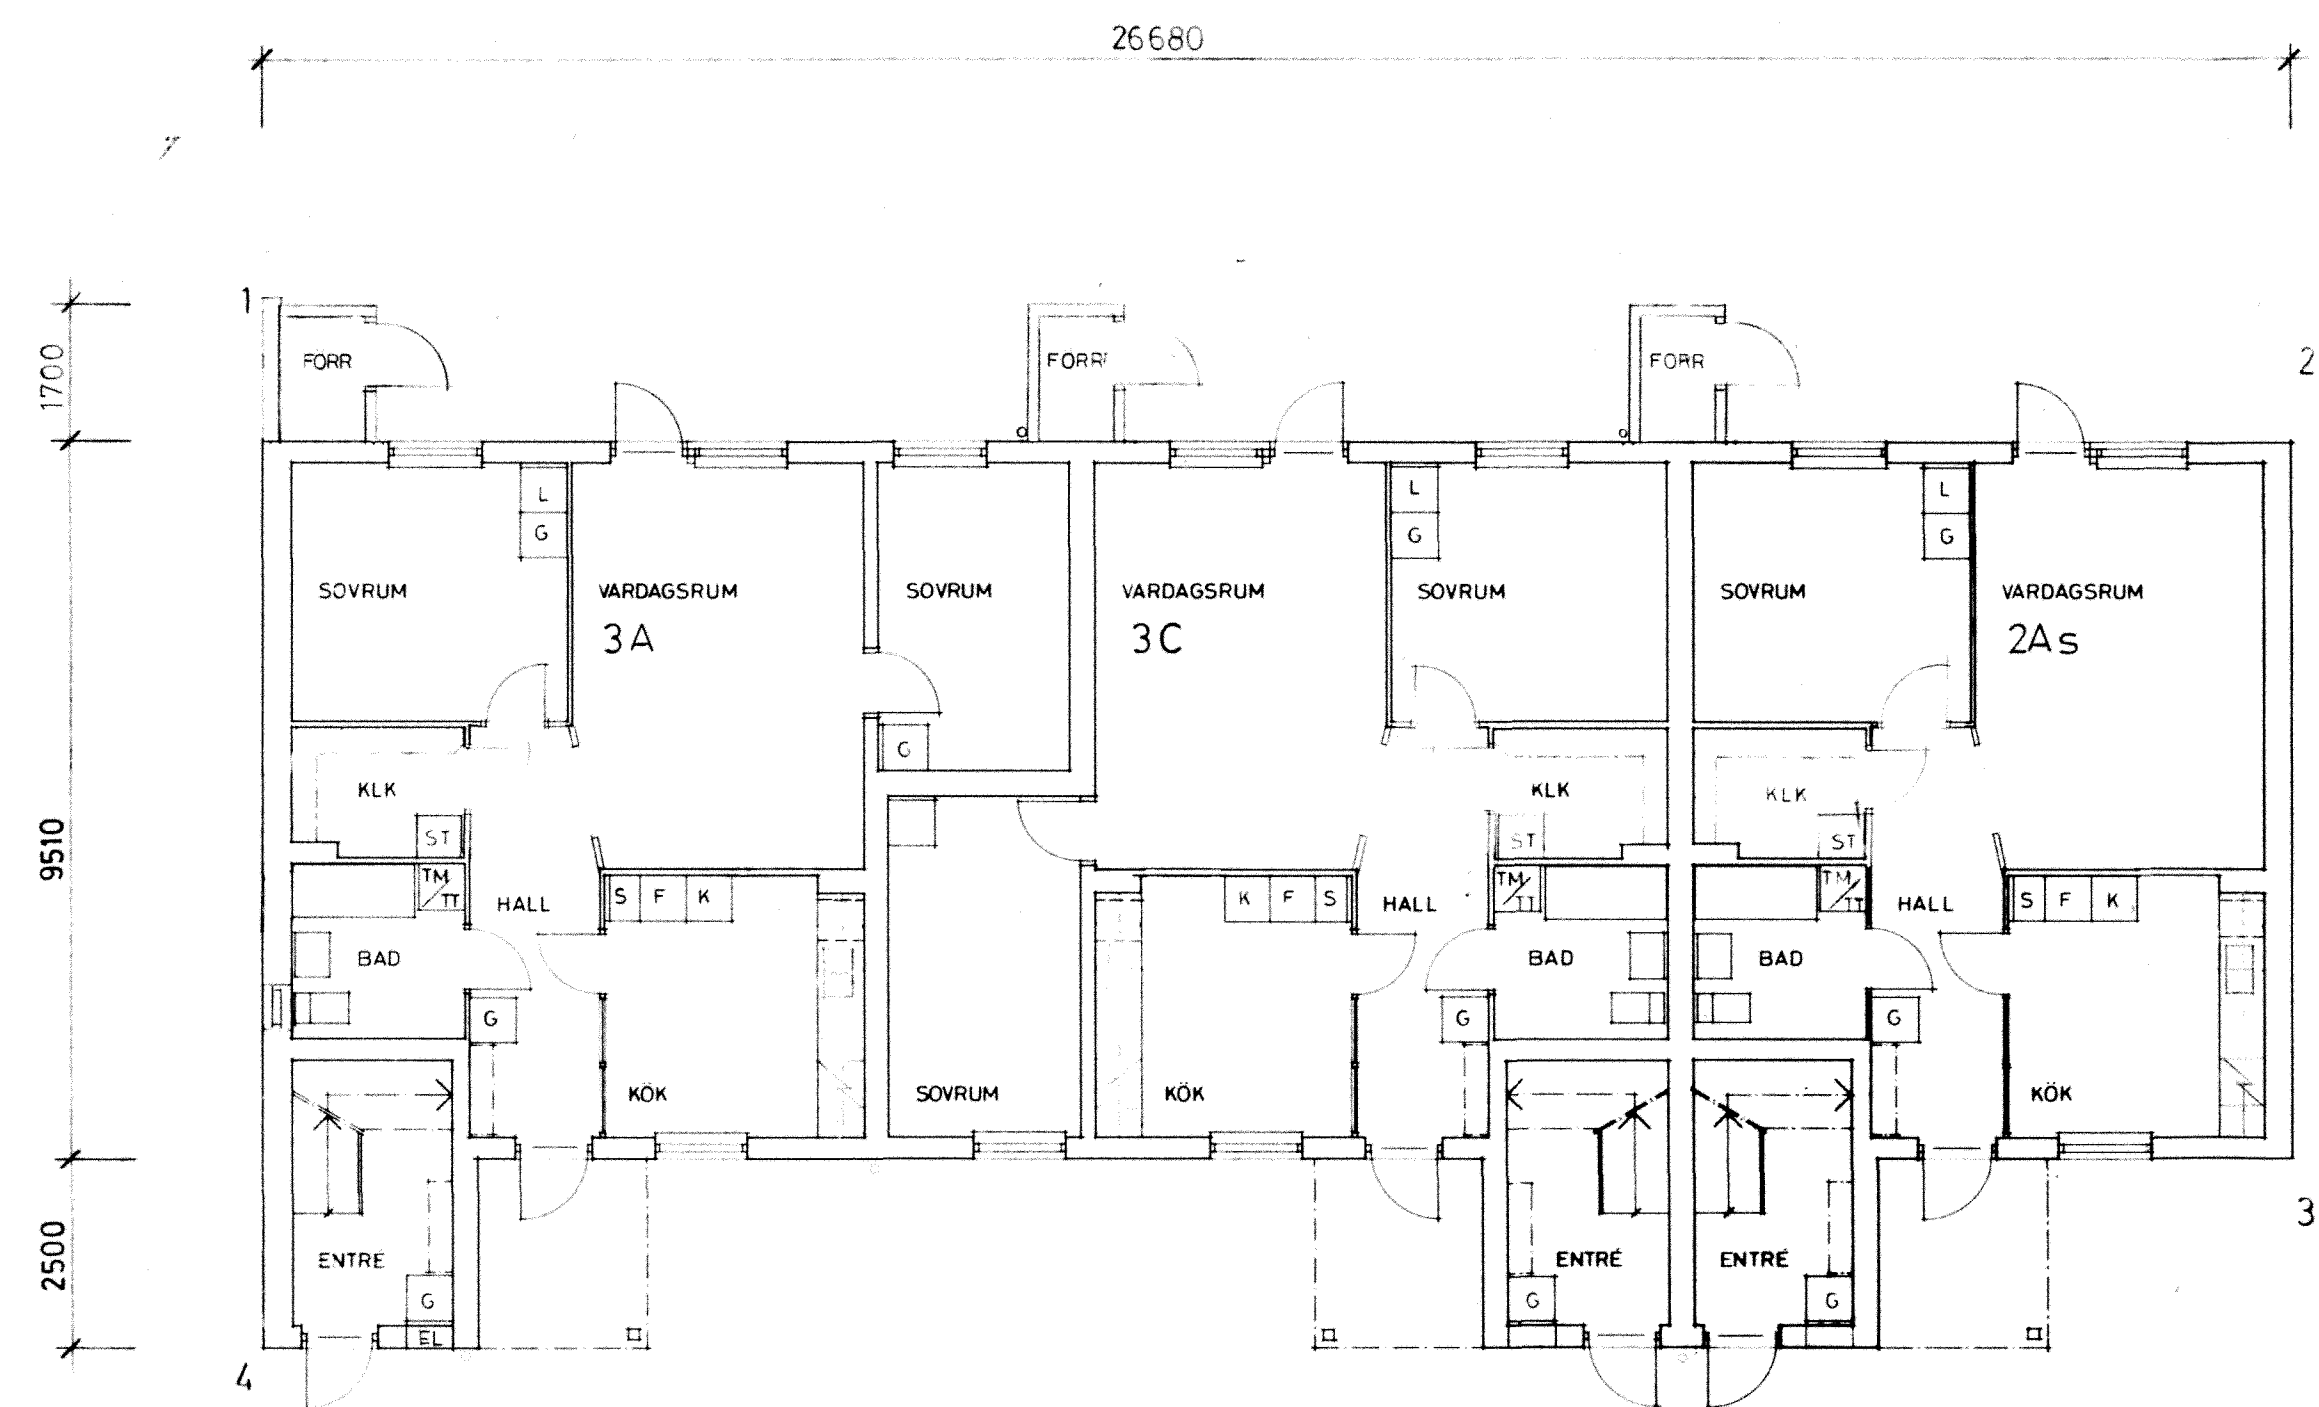 26680
1
2
1700
FÖRR
FÖRR
FÖRR
L
L
L
G
G
G
SOVRUM
VARDAGSRUM
SOVRUM
VARDAGSRUM
SOVRUM
SOVRUM
VARDAGSRUM
3A
3C
2As
G
KLK
KLK
KLK
9510
ST
ST
ST
TM/TT
TM/TT
TM/TT
HALL
S F K
K F S
HALL
HALL
S F K
BAD
BAD
BAD
G
G
G
KÖK
SOVRUM
KÖK
KÖK
3
2500
ENTRÉ
ENTRÉ
ENTRÉ
G
G
G
EL
4